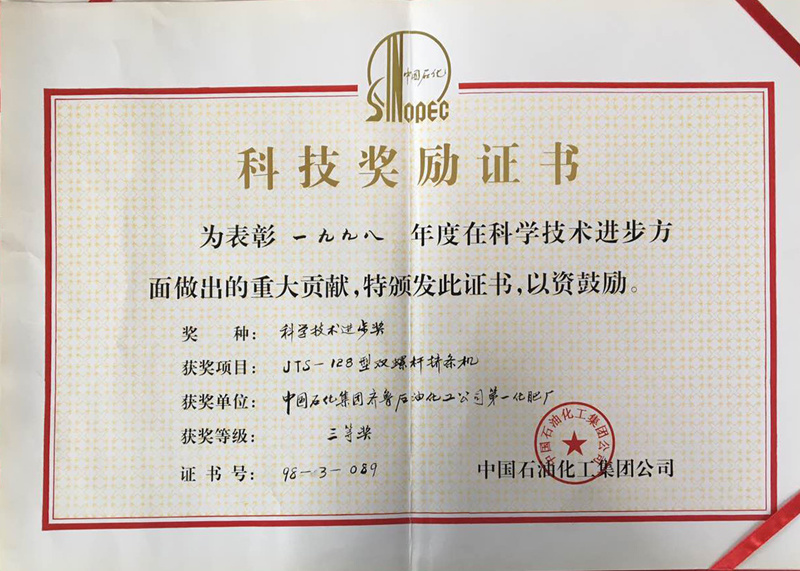 中国石化
SINOPEC
科技奖励证书
为表彰 一九九八 年度在科学技术进步方
面做出的重大贡献,特颁发此证书,以资鼓励。
奖 种: 科学技术进步奖
获奖项目: JTS-128型双螺杆挤条机
获奖单位: 中国石化集团齐鲁石油化工公司第一化肥厂
获奖等级: 三等奖
证书号: 98-3-089
中国石油化工集团公司
中国石油化工集团公司